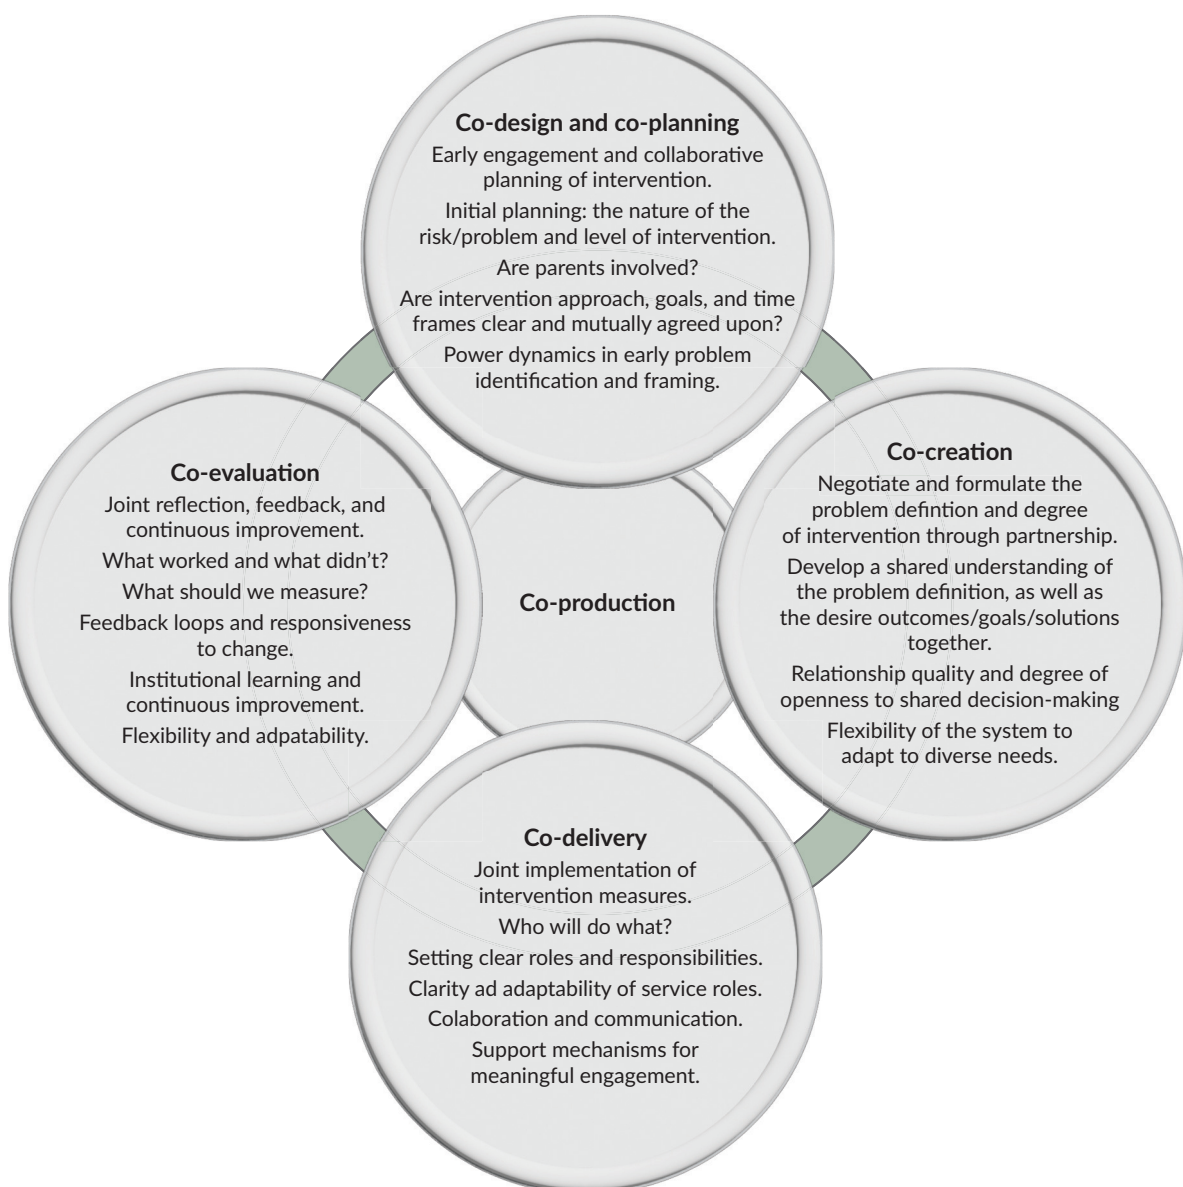 Co-design and co-planning
Early engagement and collaborative
planning of intervention.
Initial planning: the nature of the
risk/problem and level of intervention.
Are parents involved?
Are intervention approach, goals, and time
frames clear and mutually agreed upon?
Power dynamics in early problem
identification and framing.
Co-evaluation
Joint reflection, feedback, and
continuous improvement.
What worked and what didn't?
What should we measure?
Feedback loops and responsiveness
to change.
Institutional learning and
continuous improvement.
Flexibility and adpatability.
Co-production
Co-creation
Negotiate and formulate the
problem defintion and degree
of intervention through partnership.
Develop a shared understanding of
the problem definition, as well as
the desire outcomes/goals/solutions
together.
Relationship quality and degree of
openness to shared decision-making
Flexibility of the system to
adapt to diverse needs.
Co-delivery
Joint implementation of
intervention measures.
Who will do what?
Setting clear roles and responsibilities.
Clarity ad adaptability of service roles.
Colaboration and communication.
Support mechanisms for
meaningful engagement.